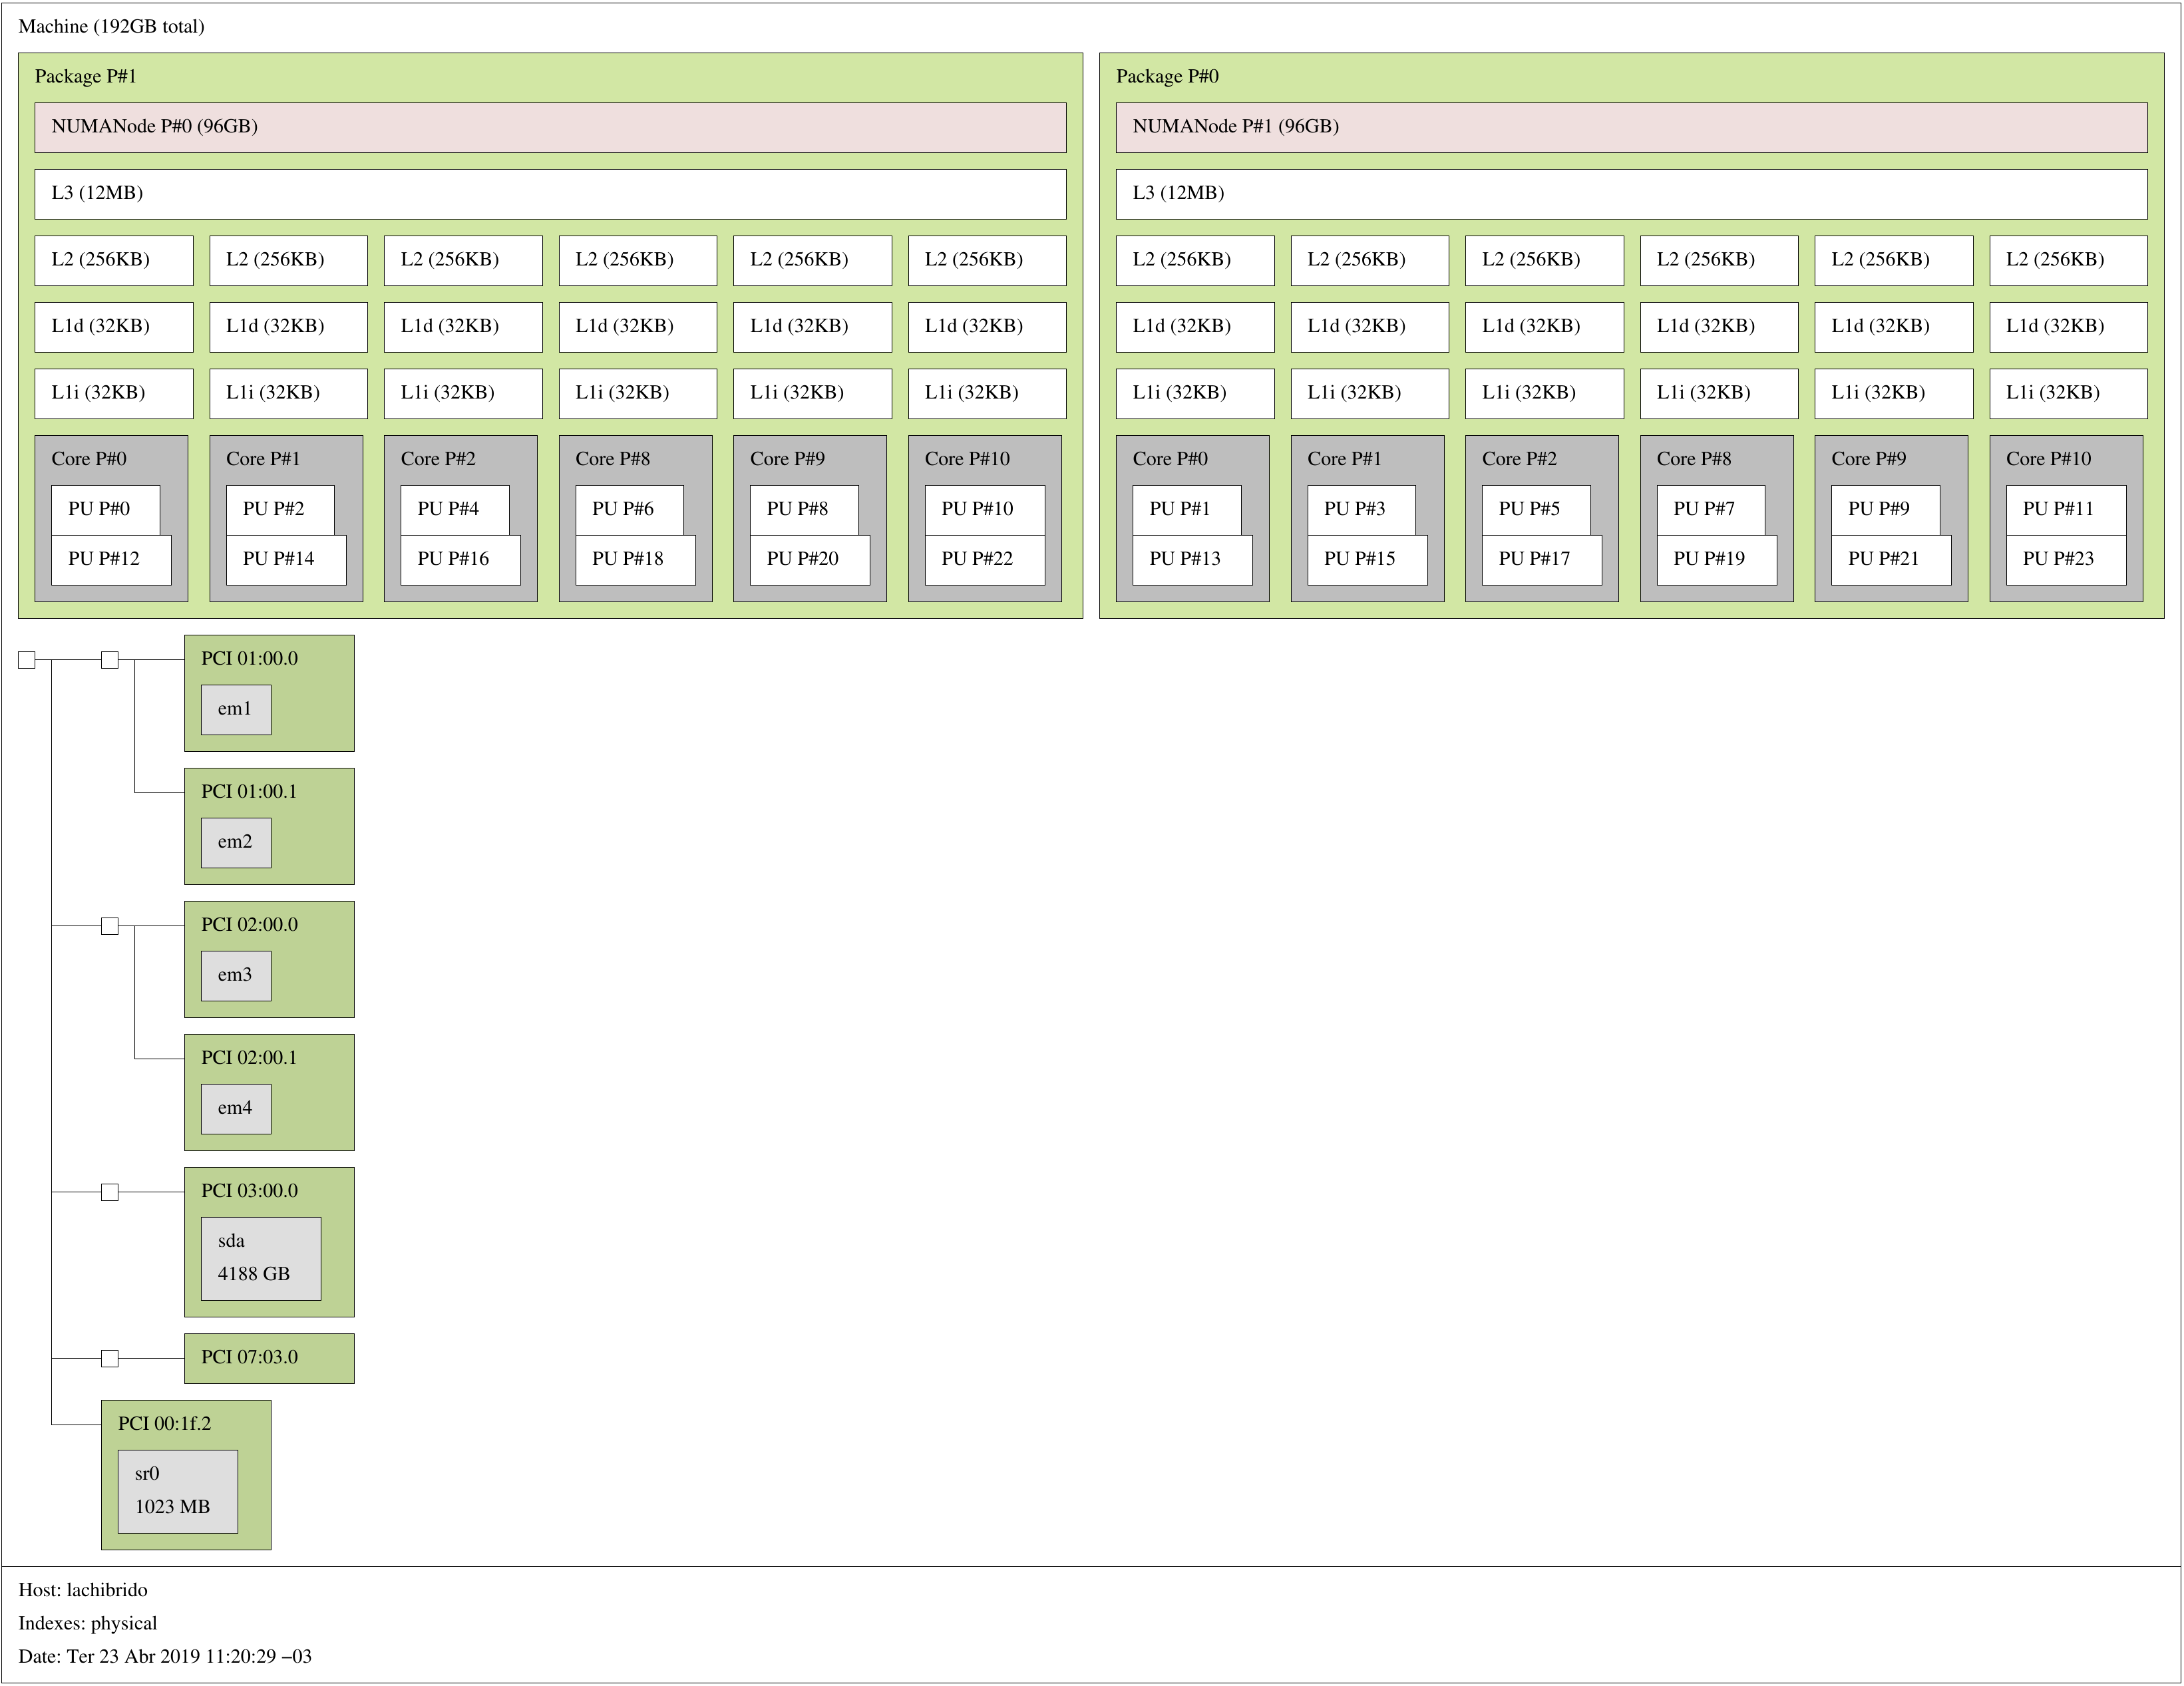 Machine (192GB total)
Package P#1
NUMANode P#0 (96GB)
L3 (12MB)
L2 (256KB) L2 (256KB) L2 (256KB) L2 (256KB) L2 (256KB) L2 (256KB)
L1d (32KB) L1d (32KB) L1d (32KB) L1d (32KB) L1d (32KB) L1d (32KB)
L1i (32KB) L1i (32KB) L1i (32KB) L1i (32KB) L1i (32KB) L1i (32KB)
Core P#0 Core P#1 Core P#2 Core P#8 Core P#9 Core P#10
PU P#0 PU P#2 PU P#4 PU P#6 PU P#8 PU P#10
PU P#12 PU P#14 PU P#16 PU P#18 PU P#20 PU P#22
Package P#0
NUMANode P#1 (96GB)
L3 (12MB)
L2 (256KB) L2 (256KB) L2 (256KB) L2 (256KB) L2 (256KB) L2 (256KB)
L1d (32KB) L1d (32KB) L1d (32KB) L1d (32KB) L1d (32KB) L1d (32KB)
L1i (32KB) L1i (32KB) L1i (32KB) L1i (32KB) L1i (32KB) L1i (32KB)
Core P#0 Core P#1 Core P#2 Core P#8 Core P#9 Core P#10
PU P#1 PU P#3 PU P#5 PU P#7 PU P#9 PU P#11
PU P#13 PU P#15 PU P#17 PU P#19 PU P#21 PU P#23
PCI 01:00.0
em1
PCI 01:00.1
em2
PCI 02:00.0
em3
PCI 02:00.1
em4
PCI 03:00.0
sda
4188 GB
PCI 07:03.0
PCI 00:1f.2
sr0
1023 MB
Host: lachibrido
Indexes: physical
Date: Ter 23 Abr 2019 11:20:29 −03